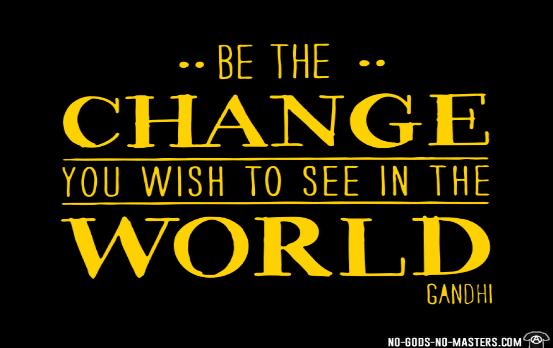 BE THE
CHANGE
YOU WISH TO SEE IN THE
WORLD
GANDHI
NO-GODS-NO-MASTERS.COM